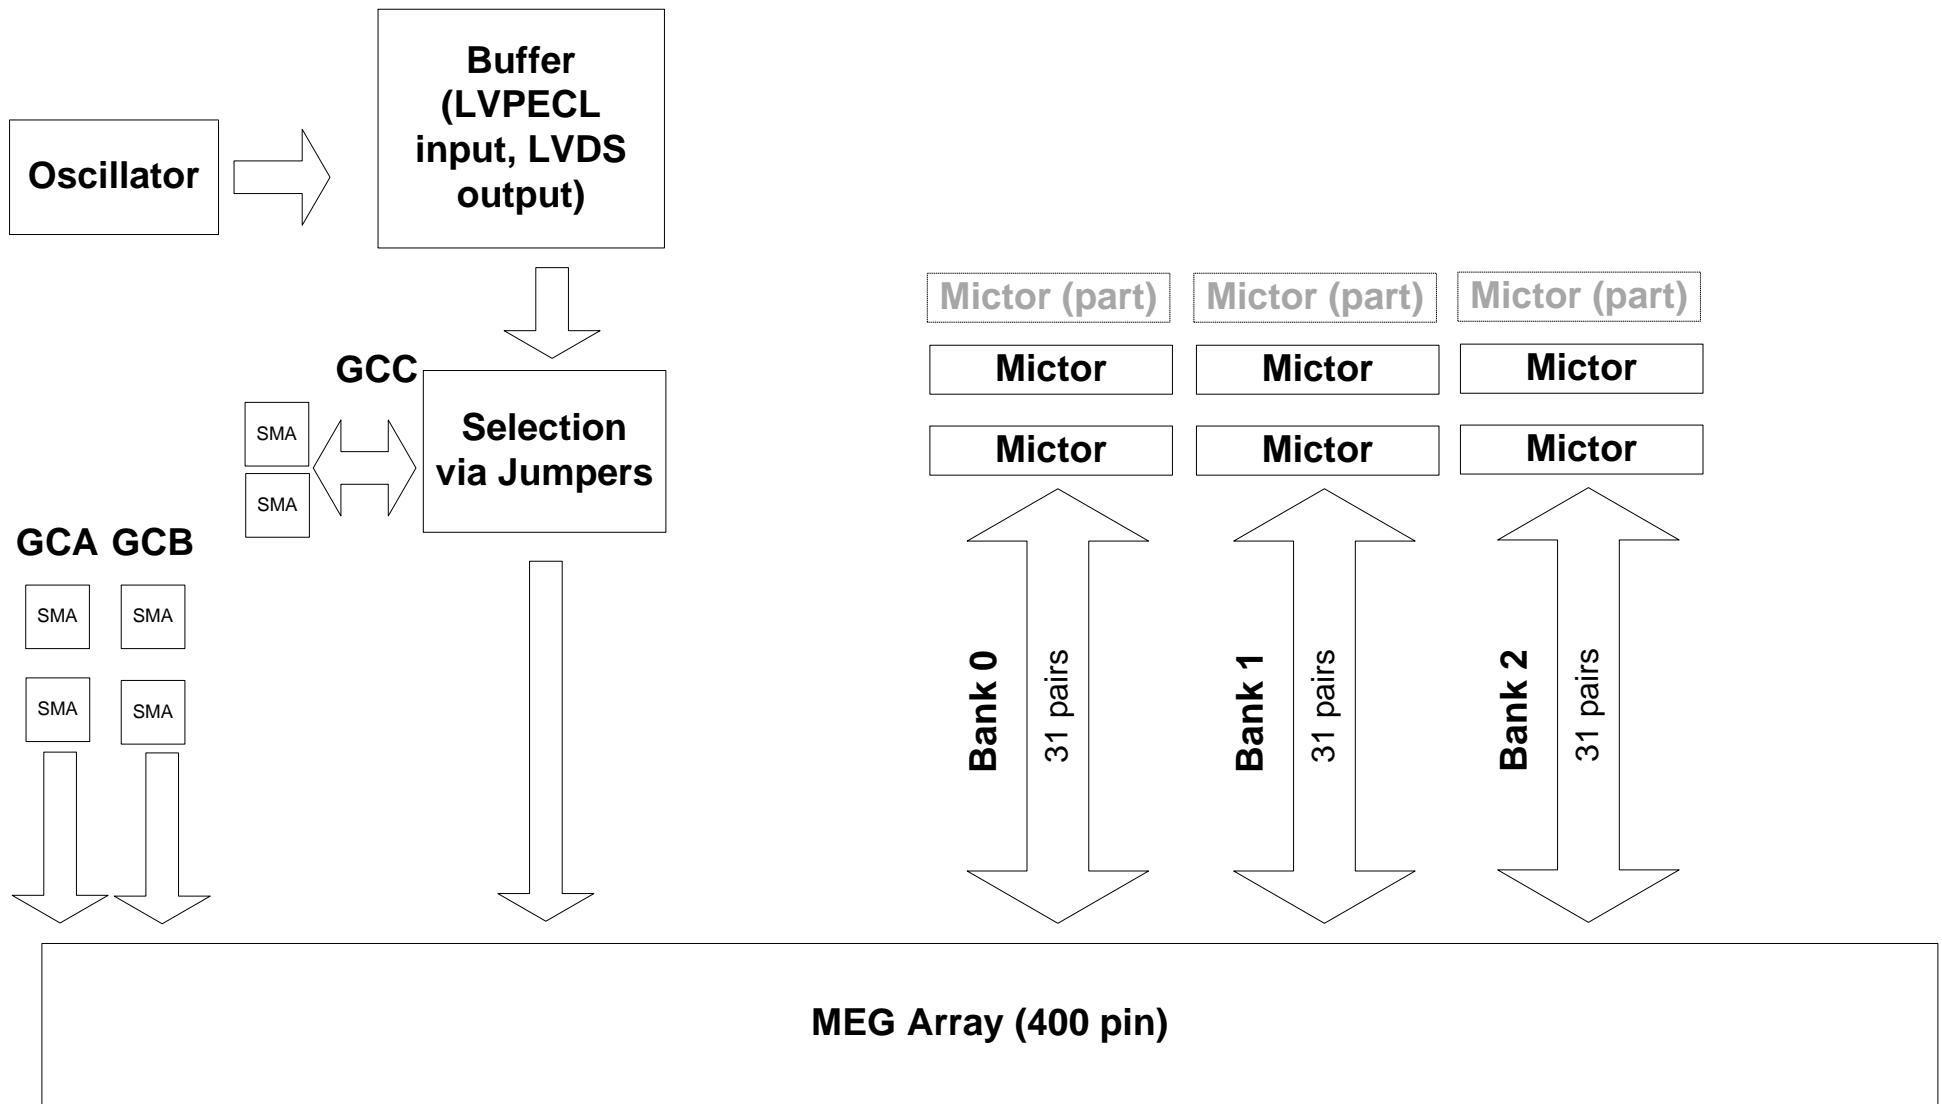 Buffer
(LVPECL
input, LVDS
output)
Oscillator
Mictor (part)
Mictor (part)
Mictor (part)
Mictor
Mictor
Mictor
GCC
SMA
SMA
Selection
via Jumpers
Mictor
Mictor
Mictor
GCA
GCB
SMA
SMA
SMA
SMA
Bank 0
31 pairs
Bank 1
31 pairs
Bank 2
31 pairs
MEG Array (400 pin)